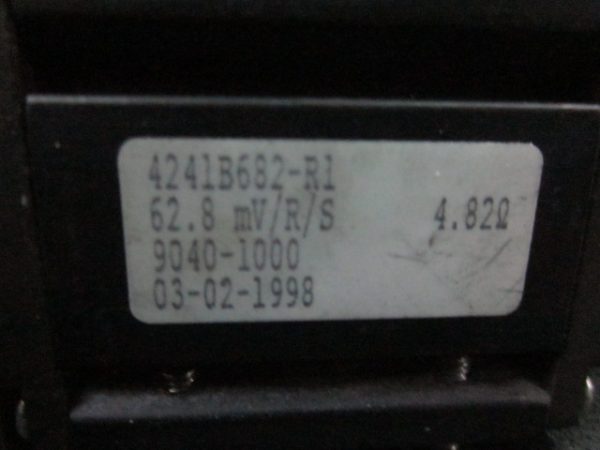 4241B682-R1
62.8 mV/R/S 4.82Ω
9040-1000
03-02-1998